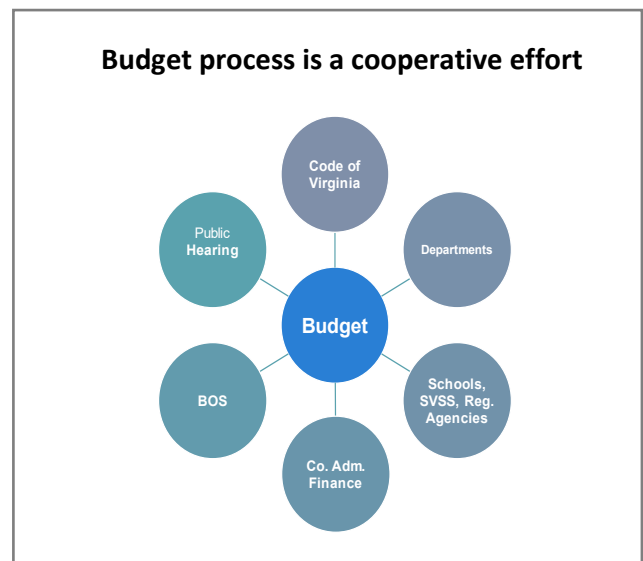 Budget process is a cooperative effort
Code of
Virginia
Public
Hearing
Departments
Budget
BOS
Schools,
SVSS, Reg.
Agencies
Co. Adm.
Finance